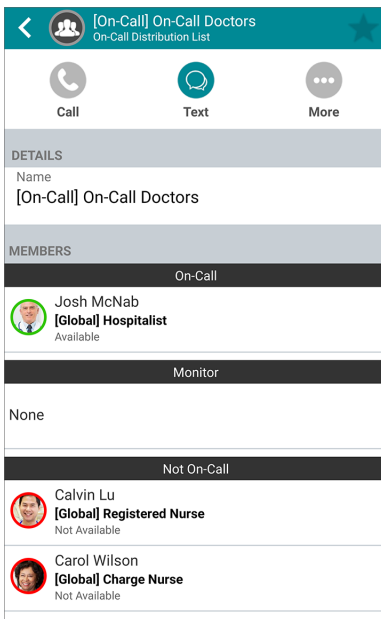 [On-Call] On-Call Doctors
On-Call Distribution List
Call
Text
More
DETAILS
Name
[On-Call] On-Call Doctors
MEMBERS
On-Call
Josh McNab
[Global] Hospitalist
Available
Monitor
None
Not On-Call
Calvin Lu
[Global] Registered Nurse
Not Available
Carol Wilson
[Global] Charge Nurse
Not Available